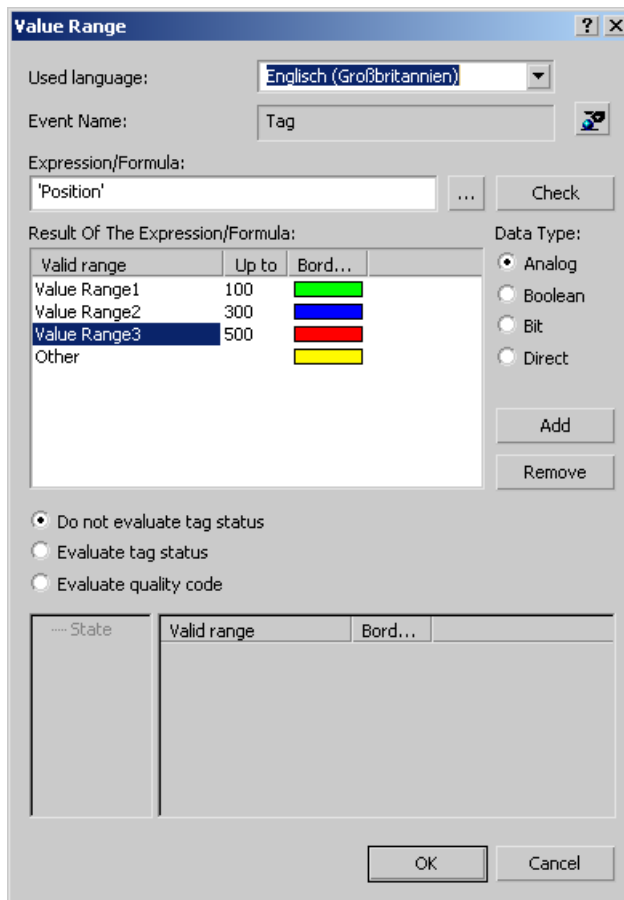 Value Range
Used language: Englisch (Großbritannien)
Event Name: Tag
Expression/Formula:
'Position' ... Check
Result Of The Expression/Formula: Data Type:
Valid range Up to Bord...
Analog
Value Range1 100
Boolean
Value Range2 300
Bit
Value Range3 500
Direct
Other
Add
Remove
Do not evaluate tag status
Evaluate tag status
Evaluate quality code
State Valid range Bord...
OK Cancel